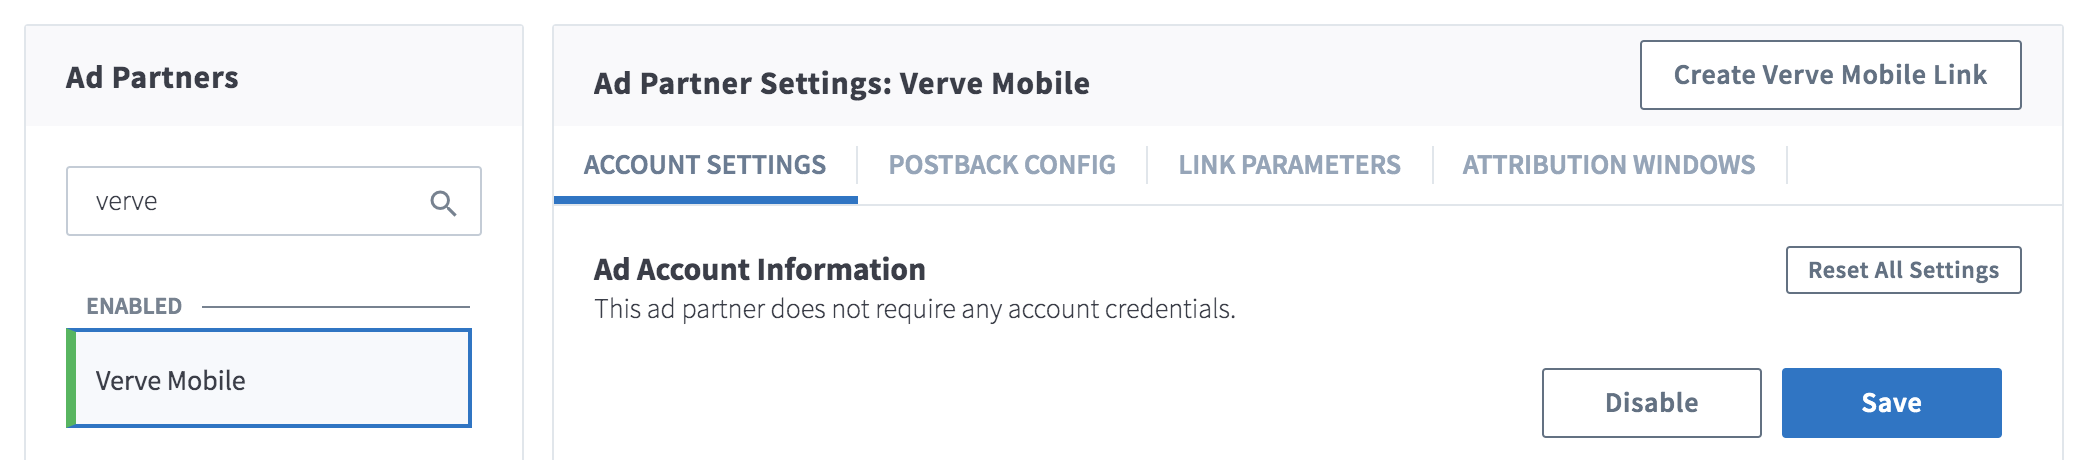 Ad Partners
verve
ENABLED
Verve Mobile
Ad Partner Settings: Verve Mobile
Create Verve Mobile Link
ACCOUNT SETTINGS
POSTBACK CONFIG
LINK PARAMETERS
ATTRIBUTION WINDOWS
Ad Account Information
Reset All Settings
This ad partner does not require any account credentials.
Disable
Save